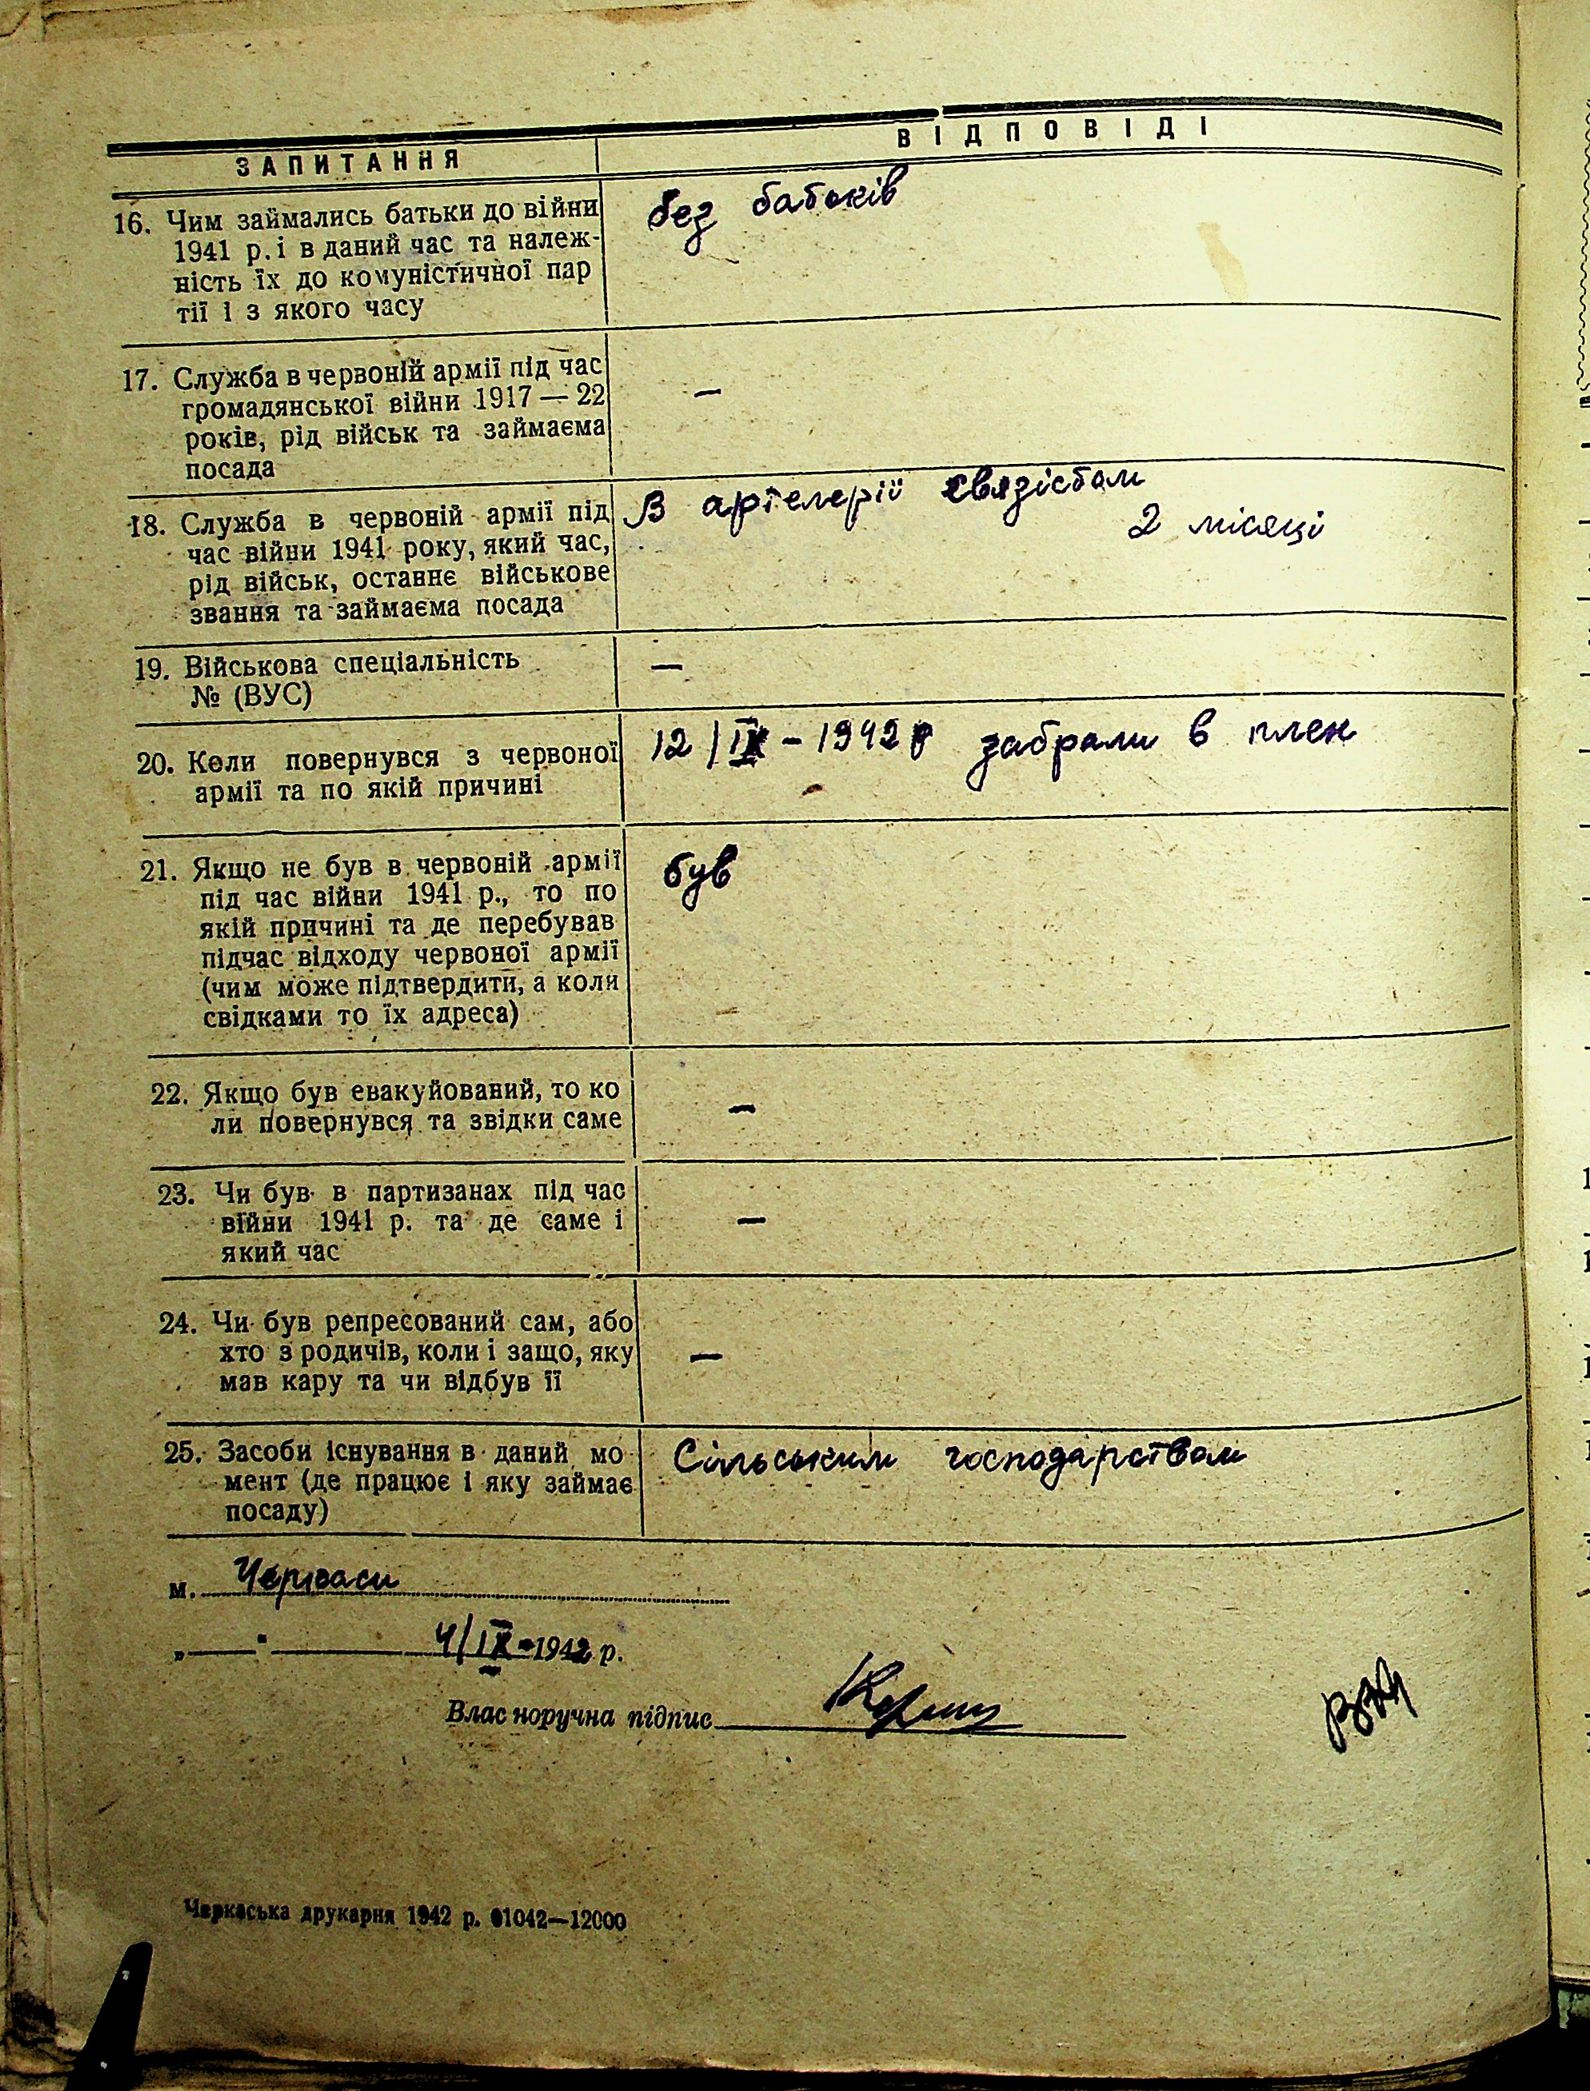 ЗАПИТАННЯ
ВІДПОВІДІ
16. Чим займались батьки до війни
1941 р. і в даний час та належ-
ність їх до комуністичної пар
тії і з якого часу
без батьків
17. Служба в червоній армії під час
громадянської війни 1917 — 22
років, рід військ та займаєма
посада
—
18. Служба в червоній армії під
час війни 1941 року, який час,
рід військ, останнє військове
звання та займаєма посада
В артелерії связістом
2 місяці
19. Військова спеціальність
№ (ВУС)
—
20. Коли повернувся з червоної
армії та по якій причині
12/IX - 1942 р забрали в плен
21. Якщо не був в червоній армії
під час війни 1941 р., то по
якій причині та де перебував
підчас відходу червоної армії
(чим може підтвердити, а коли
свідками то їх адреса)
був
22. Якщо був евакуйований, то ко
ли повернувся та звідки саме
—
23. Чи був в партизанах під час
війни 1941 р. та де саме і
який час
—
24. Чи був репресований сам, або
хто з родичів, коли і защо, яку
мав кару та чи відбув її
—
25. Засоби існування в даний мо
мент (де працює і яку займає
посаду)
Сільським господарством
м. Черкаси
„ " 4/IX - 1942 р.
Власноручна підпис
Черкаська друкарня 1942 р. 01042—12000